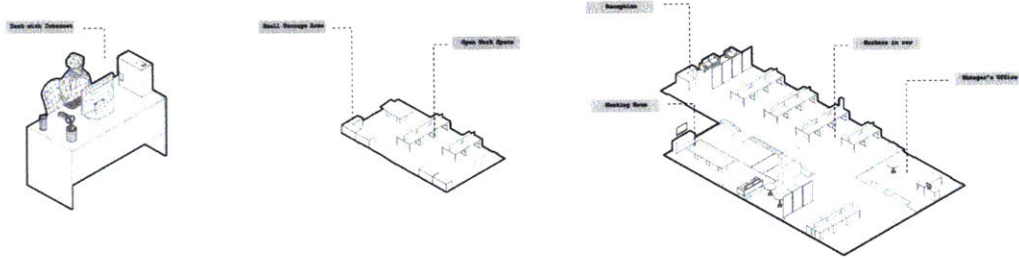 Desk with Internet
Small Storage Area
Open Work Space
Reception
Workers in row
Manager's Office
Meeting Room